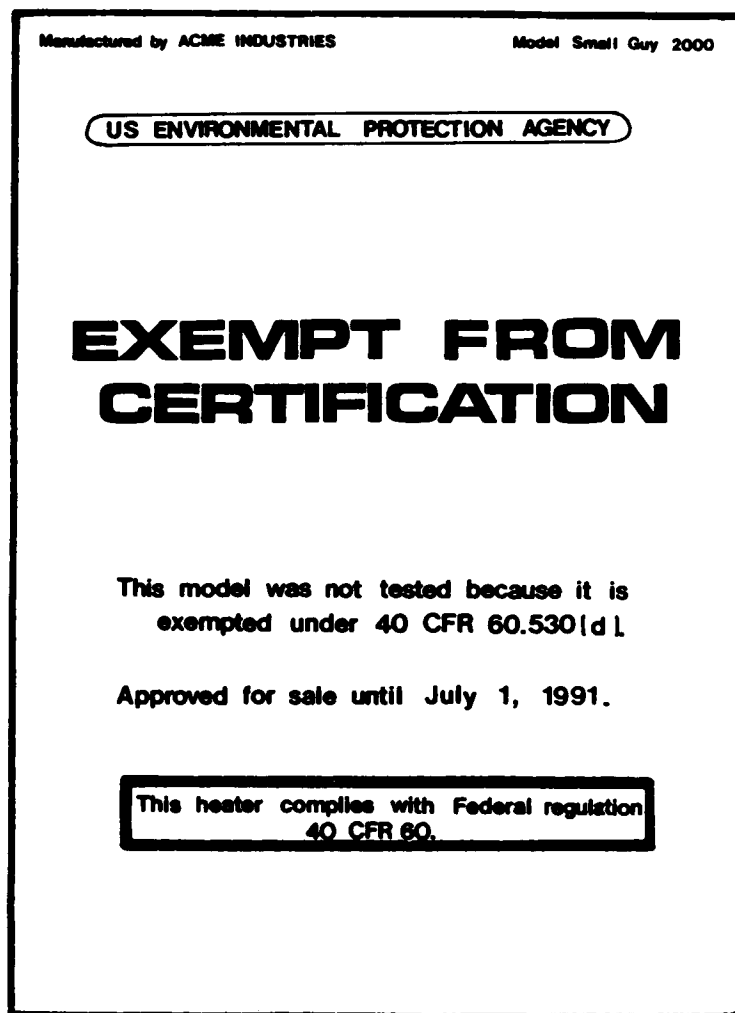 Manufactured by ACME INDUSTRIES Model Small Guy 2000
US ENVIRONMENTAL PROTECTION AGENCY
EXEMPT FROM
CERTIFICATION
This model was not tested because it is
exempted under 40 CFR 60.530(d).
Approved for sale until July 1, 1991.
This heater complies with Federal regulation
40 CFR 60.